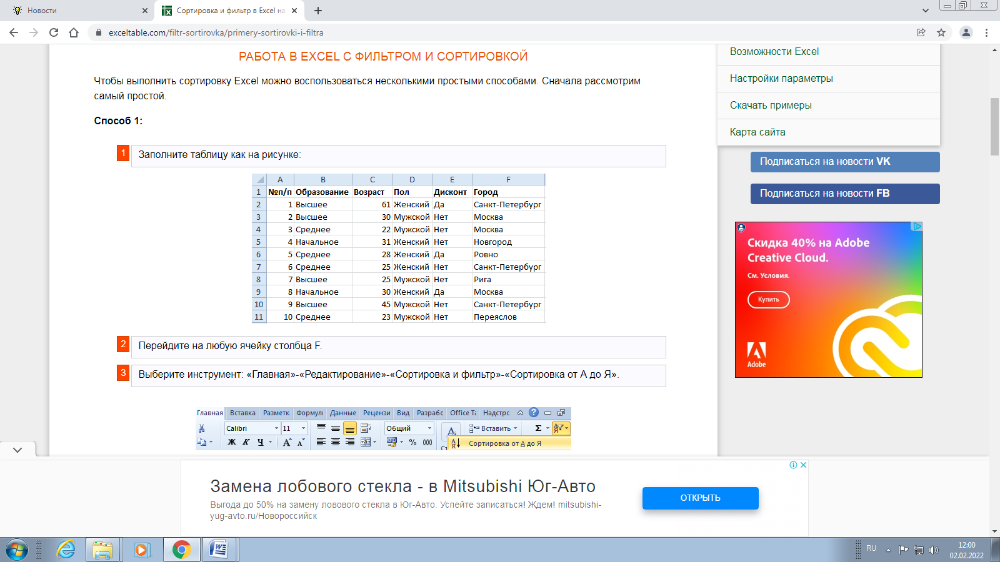 Новости
Сортировка и фильтр в Excel на
exceltable.com/filtr-sortirovka/primery-sortirovki-i-filtra
РАБОТА В EXCEL С ФИЛЬТРОМ И СОРТИРОВКОЙ
Чтобы выполнить сортировку Excel можно воспользоваться несколькими простыми способами. Сначала рассмотрим
самый простой.
Способ 1:
1 Заполните таблицу как на рисунке:
A B C D E F
1 №п/п Образование Возраст Пол Дисконт Город
2 1 Высшее 61 Женский Да Санкт-Петербург
3 2 Высшее 30 Мужской Нет Москва
4 3 Среднее 22 Мужской Нет Москва
5 4 Начальное 31 Женский Нет Новгород
6 5 Среднее 28 Женский Да Ровно
7 6 Среднее 25 Женский Нет Санкт-Петербург
8 7 Высшее 25 Мужской Нет Рига
9 8 Начальное 30 Женский Да Москва
10 9 Высшее 45 Мужской Нет Санкт-Петербург
11 10 Среднее 23 Мужской Нет Переяслов
2 Перейдите на любую ячейку столбца F.
3 Выберите инструмент: «Главная»-«Редактирование»-«Сортировка и фильтр»-«Сортировка от А до Я».
Главная Вставка Разметк Формулы Данные Рецензи Вид Разрабс Office Ta Надстрс
Calibri 11 Общий Вставить Σ
Ж К Ч A A % 000 Ст Сортировка от А до Я
Возможности Excel
Настройки параметры
Скачать примеры
Карта сайта
Подписаться на новости VK
Подписаться на новости FB
Скидка 40% на Adobe
Creative Cloud.
См. Условия.
Купить
Adobe
Замена лобового стекла - в Mitsubishi Юг-Авто
Выгода до 50% на замену ловового стекла в Юг-Авто. Успейте записаться! Ждем! mitsubishi-
yug-avto.ru/Новороссийск
ОТКРЫТЬ
RU
12:00
02.02.2022